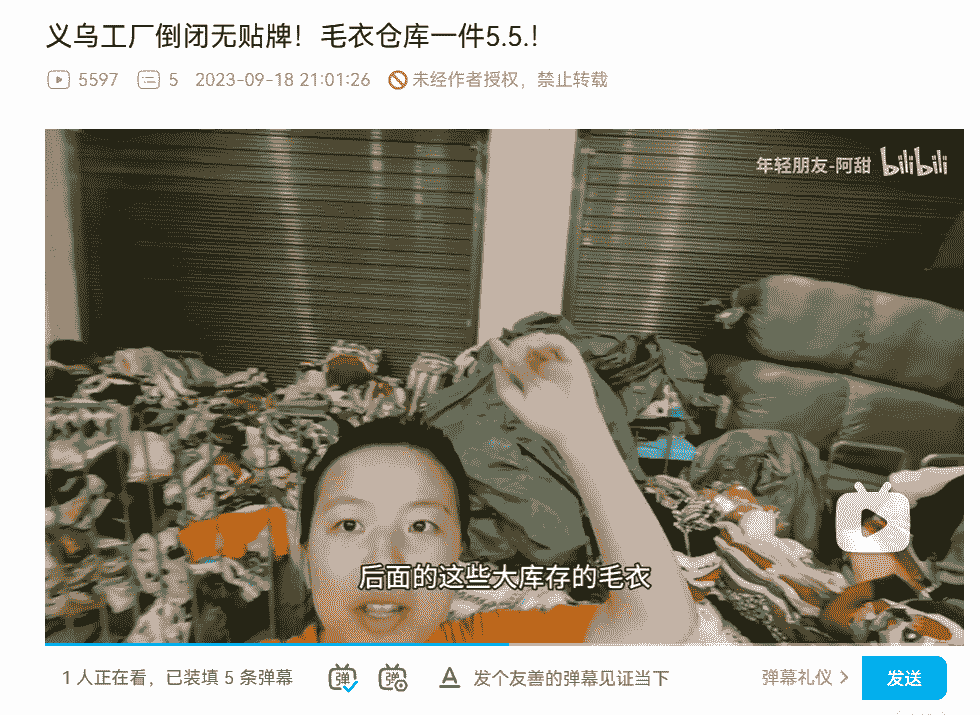 义乌工厂倒闭无贴牌！毛衣仓库一件5.5.！
5597 5 2023-09-18 21:01:26 未经作者授权，禁止转载
年轻朋友-阿甜 bilibili
后面的这些大库存的毛衣
1 人正在看，已装填 5 条弹幕 弹 弹 A 发个友善的弹幕见证当下 弹幕礼仪 发送